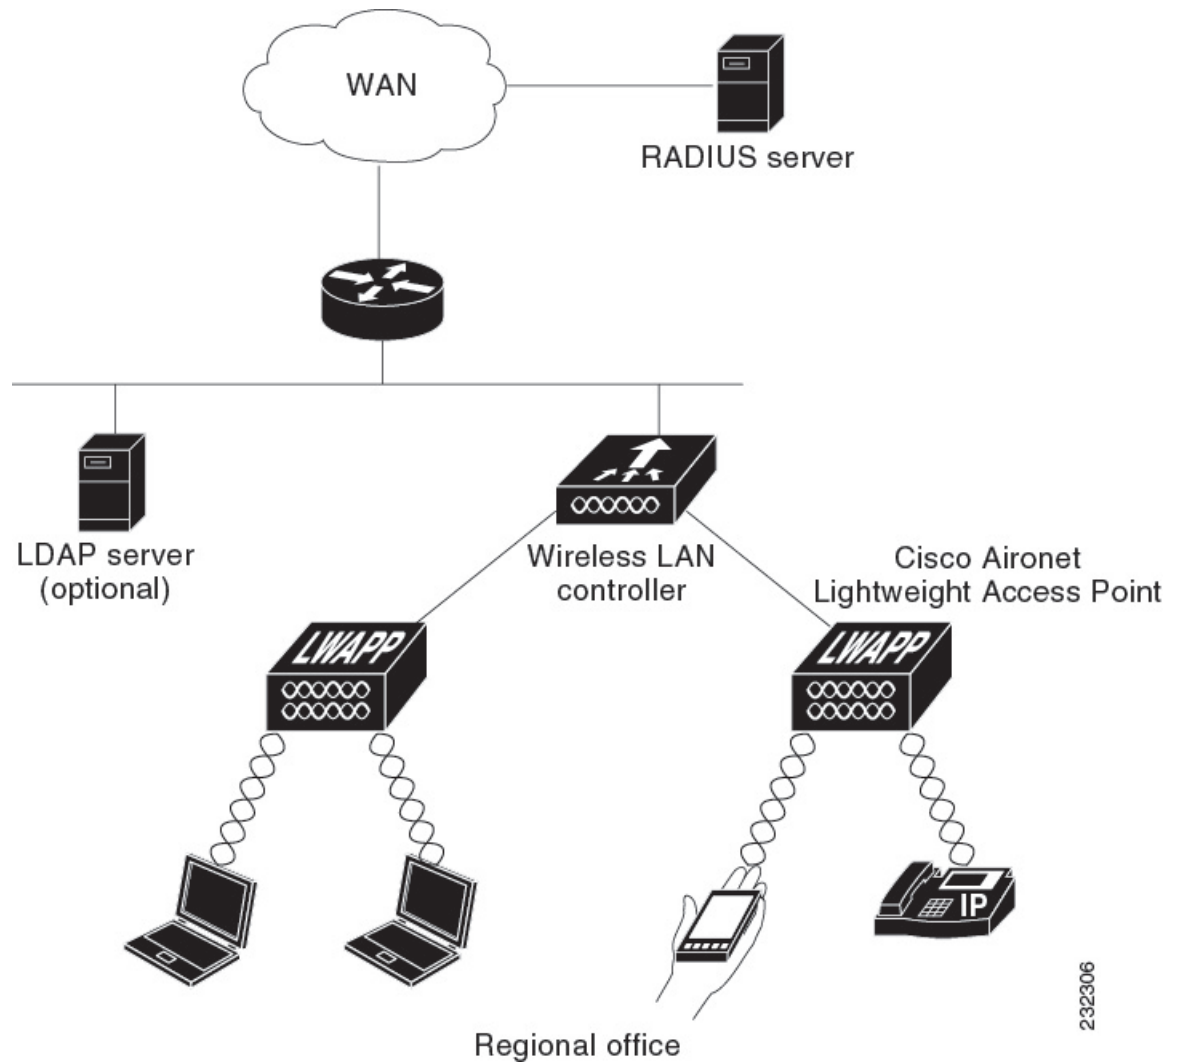 WAN
RADIUS server
LDAP server
(optional)
Wireless LAN
controller
Cisco Aironet
Lightweight Access Point
LWAPP
LWAPP
IP
232306
Regional office